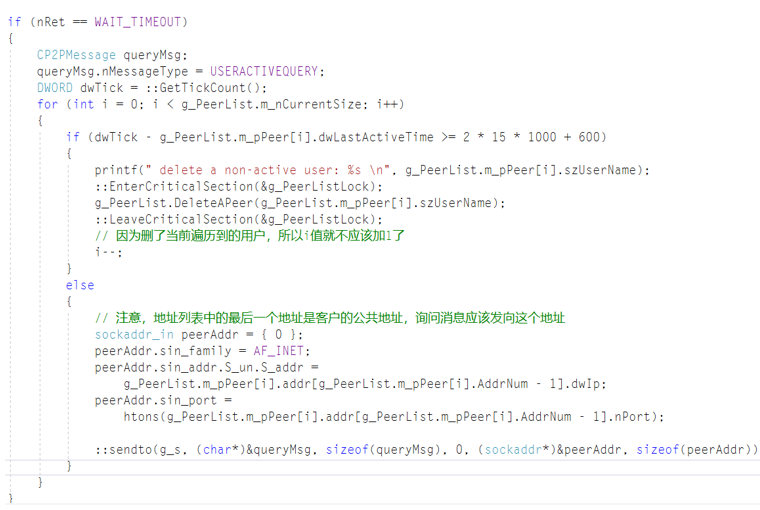 if (nRet == WAIT_TIMEOUT)
{
CP2PMessage queryMsg;
queryMsg.nMessageType = USERACTIVEQUERY;
DWORD dwTick = ::GetTickCount();
for (int i = 0; i < g_PeerList.m_nCurrentSize; i++)
{
if (dwTick - g_PeerList.m_pPeer[i].dwLastActiveTime >= 2 * 15 * 1000 + 600)
{
printf(" delete a non-active user: %s \n", g_PeerList.m_pPeer[i].szUserName);
::EnterCriticalSection(&g_PeerListLock);
g_PeerList.DeleteAPeer(g_PeerList.m_pPeer[i].szUserName);
::LeaveCriticalSection(&g_PeerListLock);
// 因为删了当前遍历到的用户，所以i值就不应该加1了
i--;
}
else
{
// 注意，地址列表中的最后一个地址是客户的公共地址，询问消息应该发向这个地址
sockaddr_in peerAddr = { 0 };
peerAddr.sin_family = AF_INET;
peerAddr.sin_addr.S_un.S_addr =
g_PeerList.m_pPeer[i].addr[g_PeerList.m_pPeer[i].AddrNum - 1].dwIp;
peerAddr.sin_port =
htons(g_PeerList.m_pPeer[i].addr[g_PeerList.m_pPeer[i].AddrNum - 1].nPort);
::sendto(g_s, (char*)&queryMsg, sizeof(queryMsg), 0, (sockaddr*)&peerAddr, sizeof(peerAddr))
}
}
}